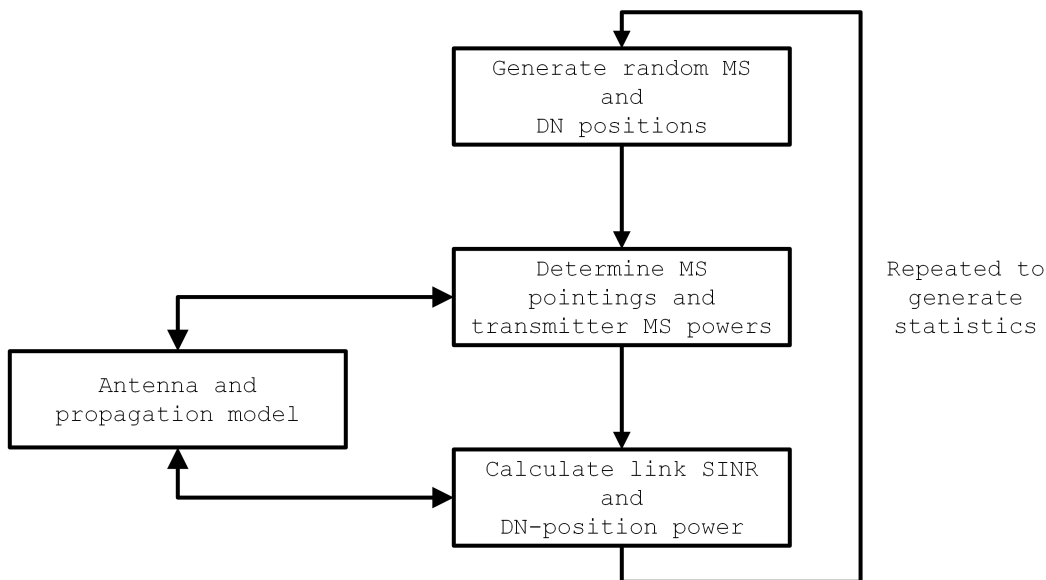 Generate random MS
and
DN positions
Determine MS
pointings and
transmitter MS powers
Repeated to
generate
statistics
Antenna and
propagation model
Calculate link SINR
and
DN-position power